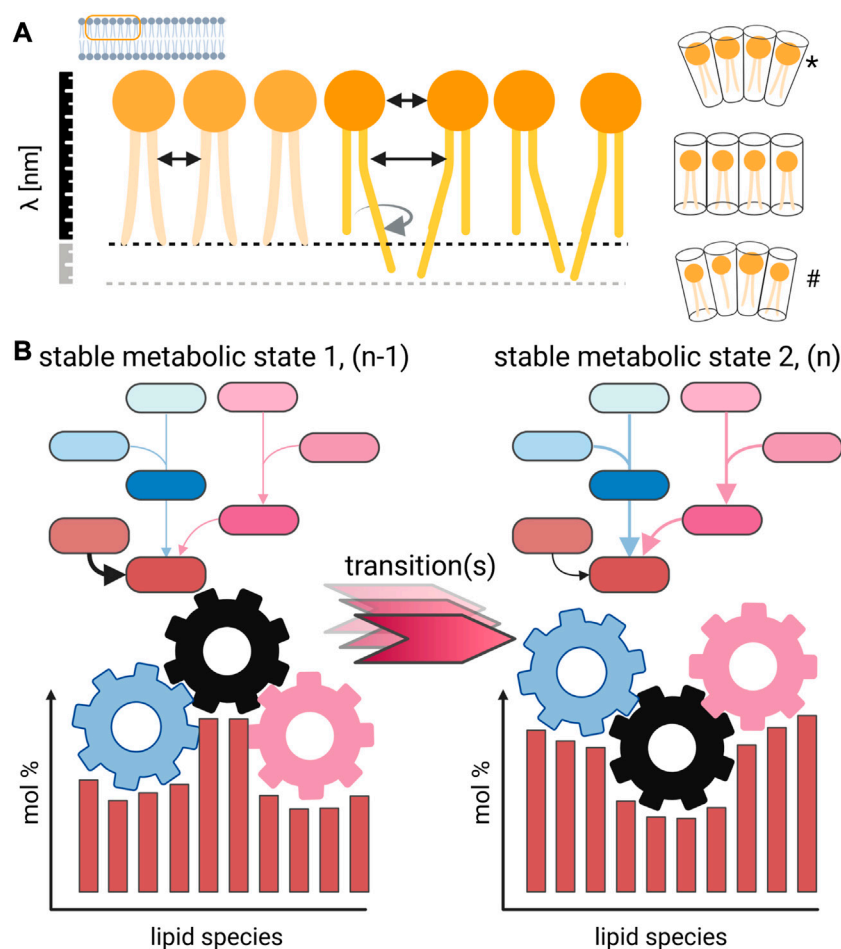 A
λ [nm]
*
#
B
stable metabolic state 1, (n-1)
stable metabolic state 2, (n)
transition(s)
mol %
lipid species
mol %
lipid species